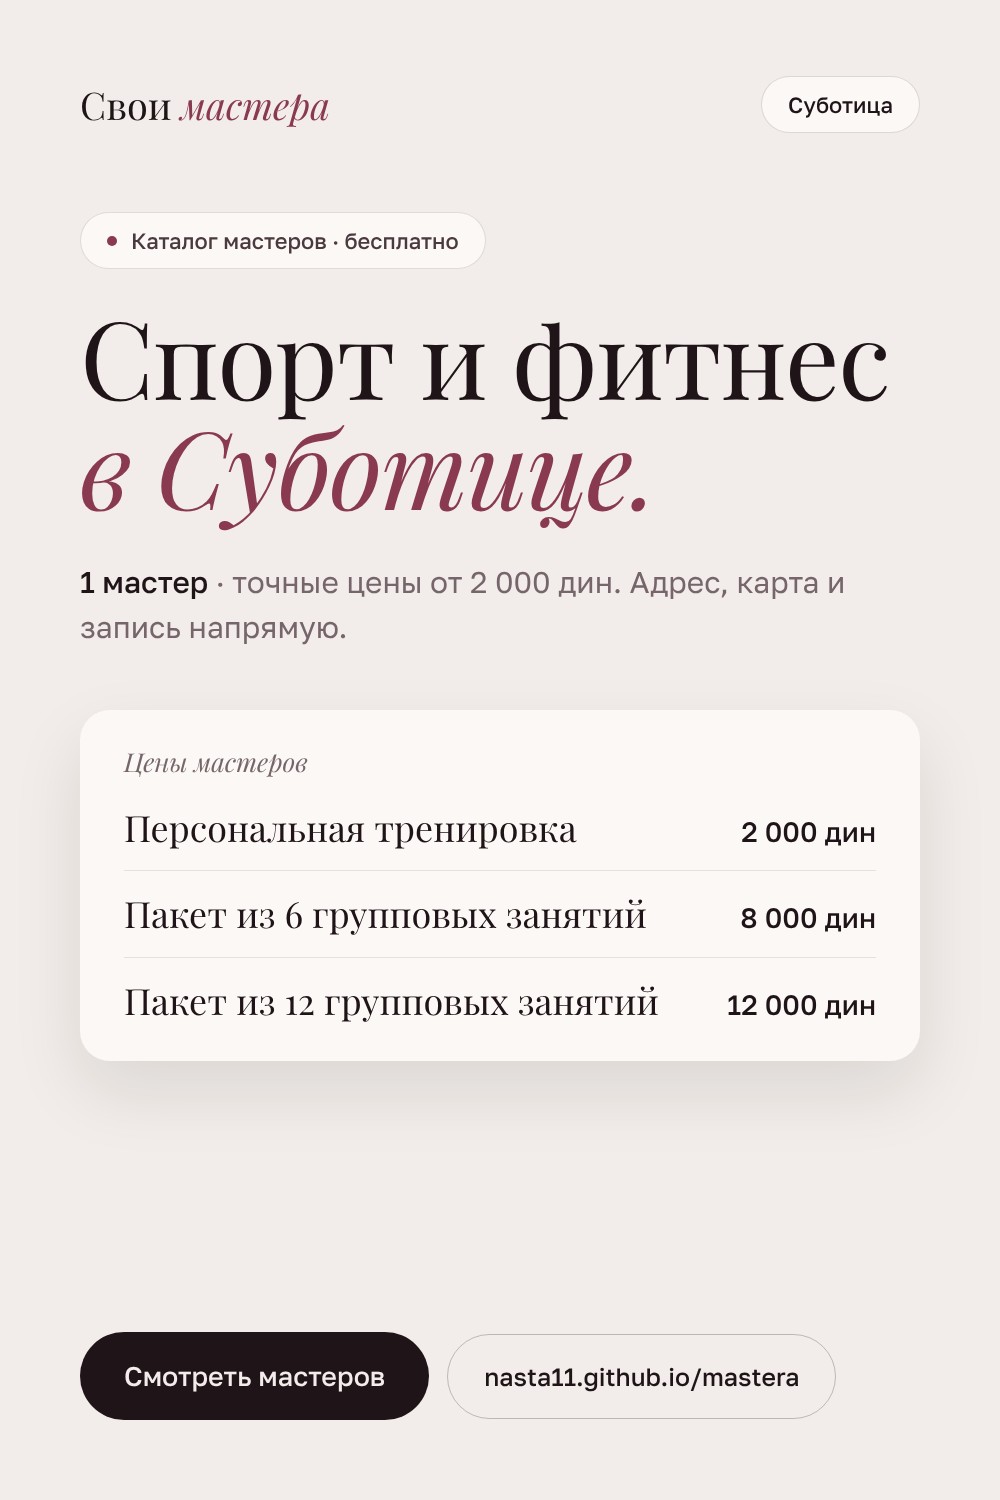 Свои мастера
Суботица
Каталог мастеров · бесплатно
Спорт и фитнес
в Суботице.
1 мастер · точные цены от 2 000 дин. Адрес, карта и
запись напрямую.
Цены мастеров
Персональная тренировка 2 000 дин
Пакет из 6 групповых занятий 8 000 дин
Пакет из 12 групповых занятий 12 000 дин
Смотреть мастеров
nasta11.github.io/mastera